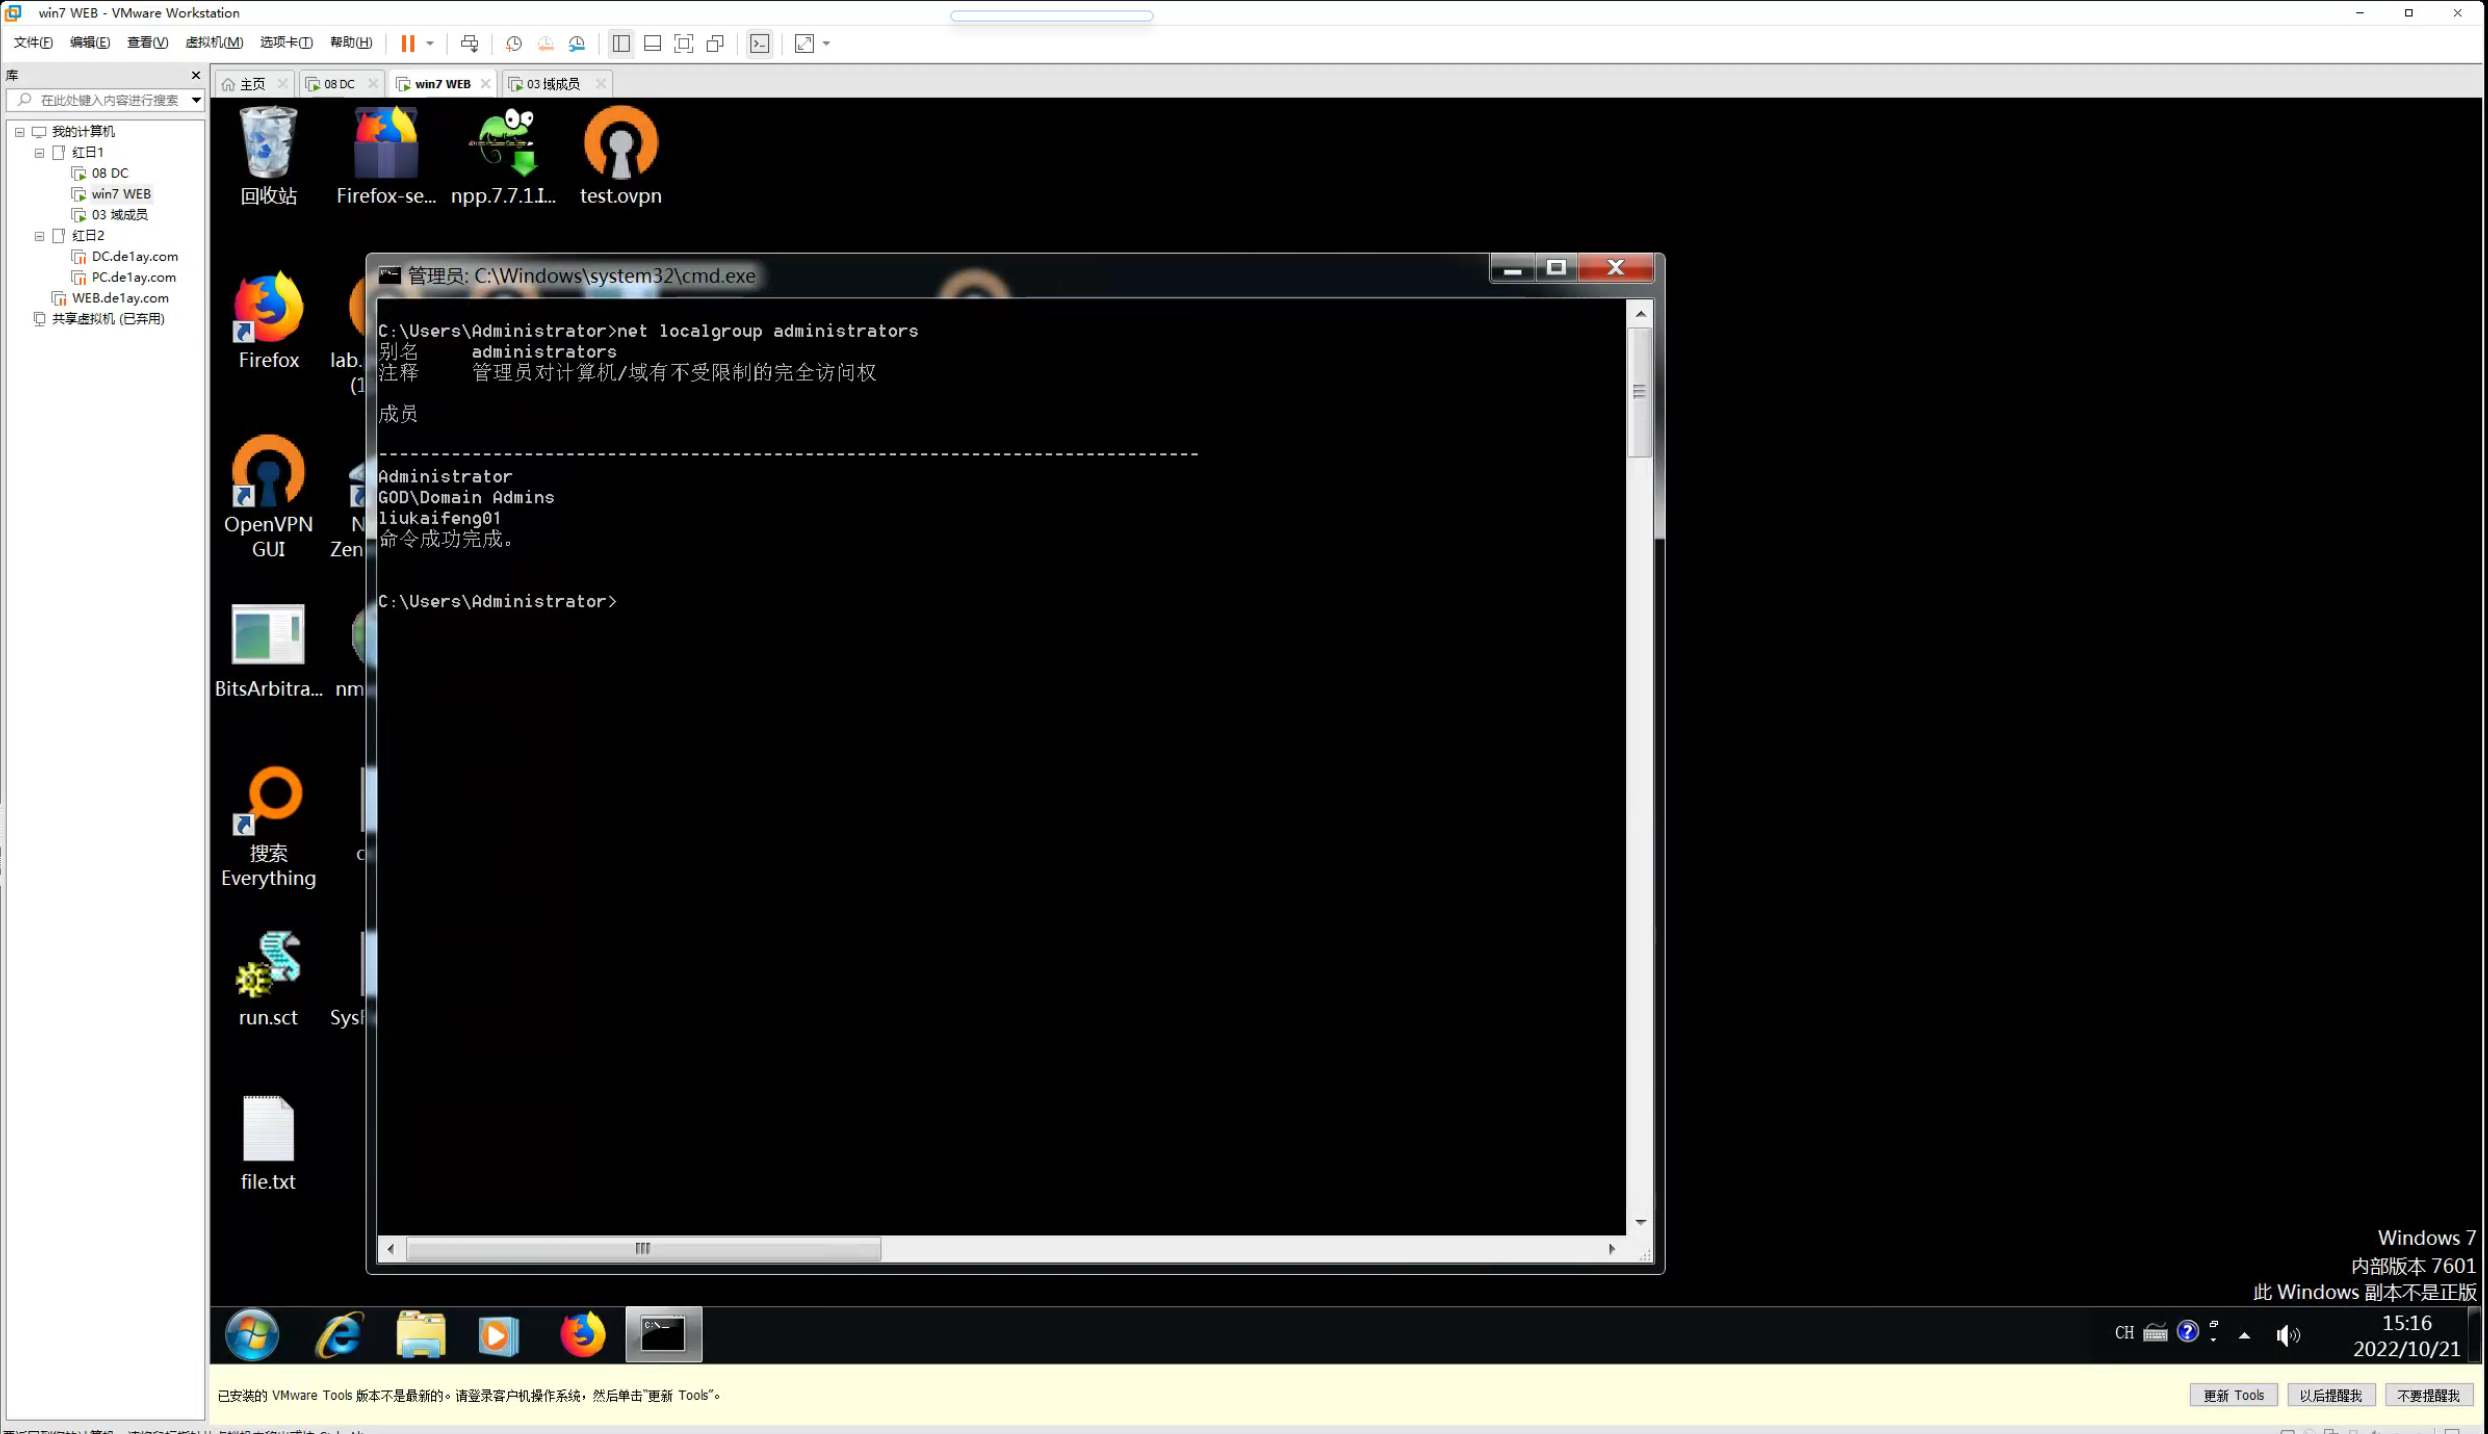 win7 WEB - VMware Workstation
文件(F) 编辑(E) 查看(V) 虚拟机(M) 选项卡(T) 帮助(H)
库
在此处键入内容进行搜索
我的计算机
红日1
08 DC
win7 WEB
03 域成员
红日2
DC.de1ay.com
PC.de1ay.com
WEB.de1ay.com
共享虚拟机 (已弃用)
主页
08 DC
win7 WEB
03 域成员
回收站
Firefox-se...
npp.7.7.1.I...
test.ovpn
Firefox
lab.
(1
OpenVPN
GUI
N
Zen
BitsArbitra...
nm
搜索
Everything
c
run.sct
Sys
file.txt
管理员: C:\Windows\system32\cmd.exe
C:\Users\Administrator>net localgroup administrators
别名 administrators
注释 管理员对计算机/域有不受限制的完全访问权
成员
-------------------------------------------------------------------------------
Administrator
GOD\Domain Admins
liukaifeng01
命令成功完成。
C:\Users\Administrator>
Windows 7
内部版本 7601
此 Windows 副本不是正版
CH
15:16
2022/10/21
已安装的 VMware Tools 版本不是最新的。请登录客户机操作系统，然后单击“更新 Tools”。
更新 Tools
以后提醒我
不要提醒我